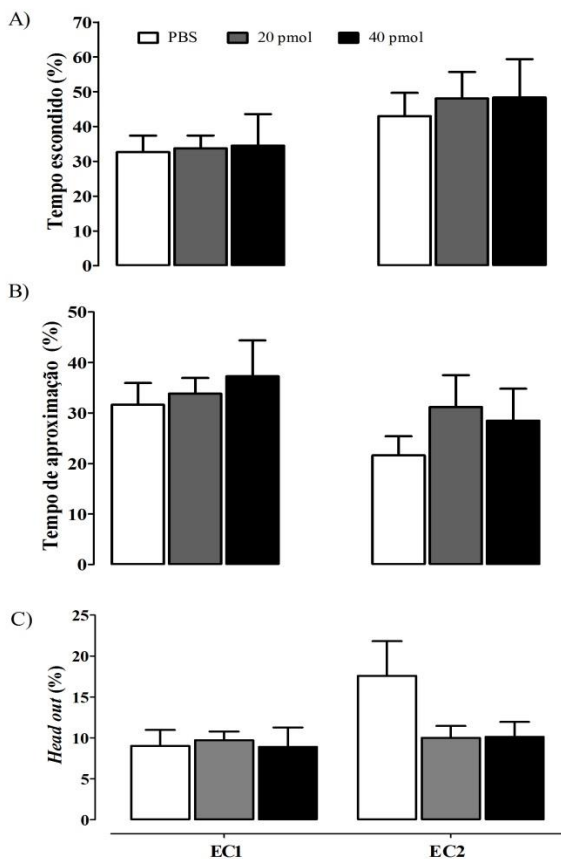 A)
Tempo escondido (%)
70
60
50
40
30
20
10
0
PBS 20 pmol 40 pmol
B)
Tempo de aproximação (%)
50
40
30
20
10
0
C)
Head out (%)
25
20
15
10
5
0
EC1 EC2